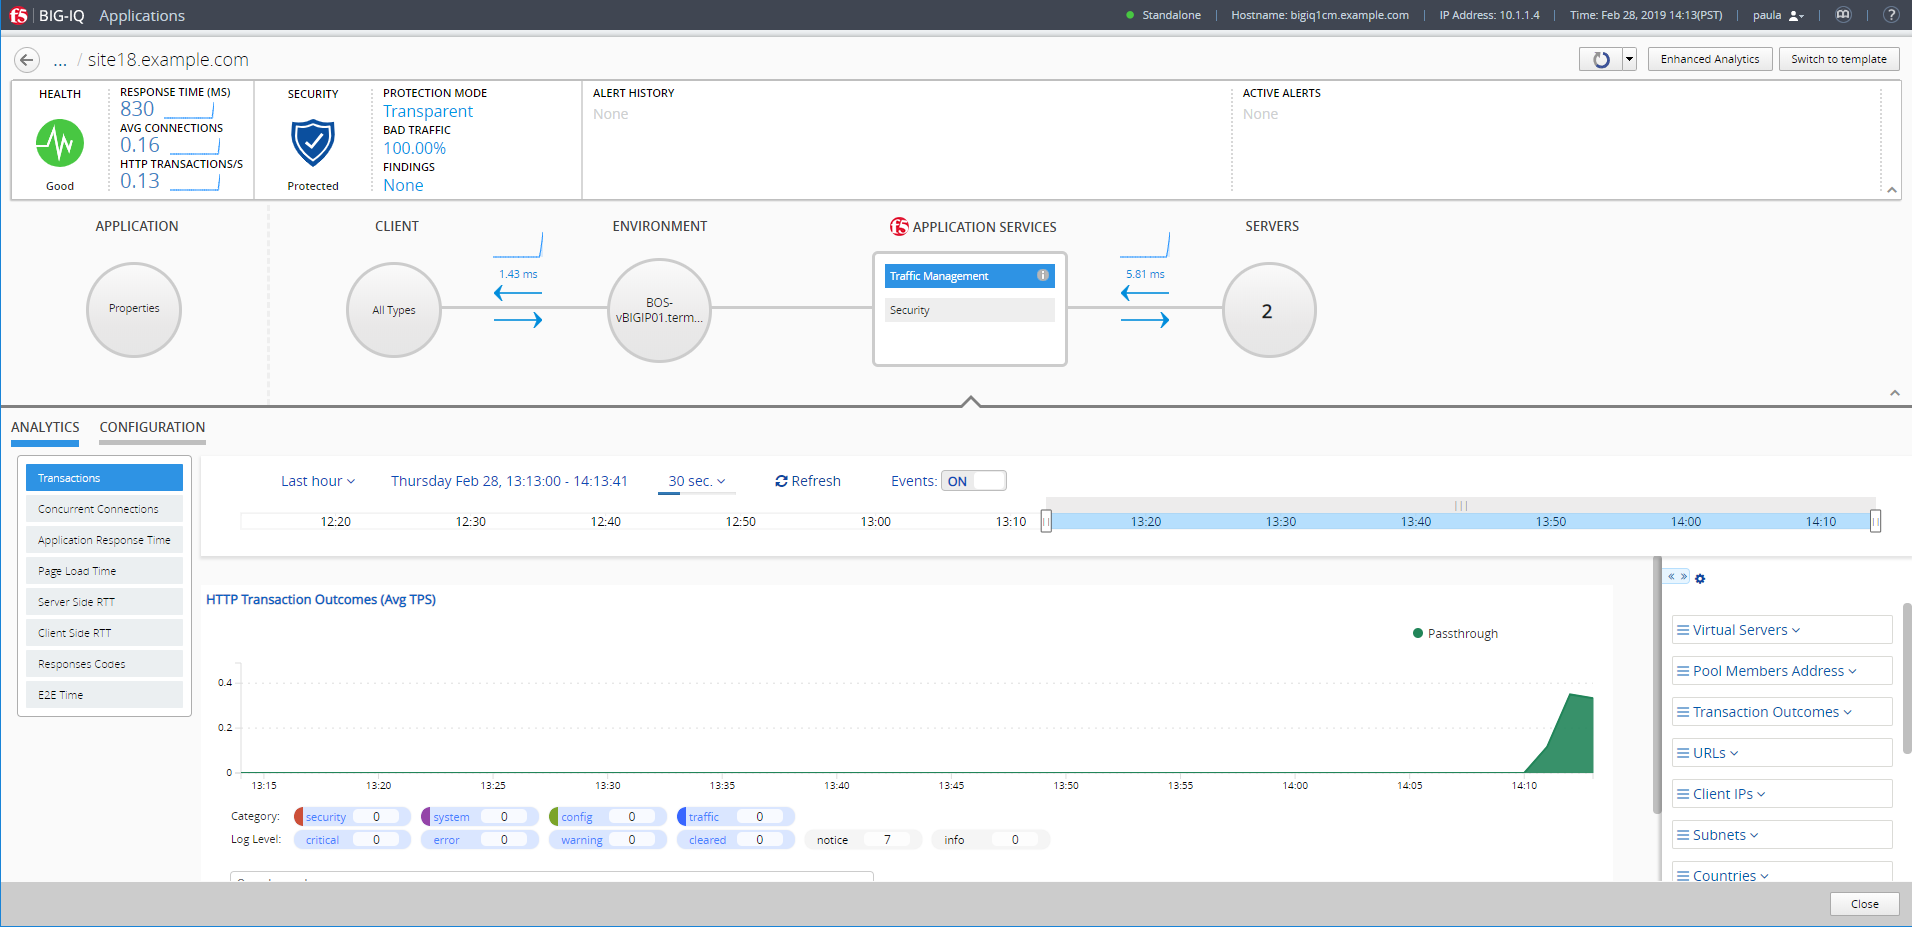 f5 BIG-IQ Applications
Standalone Hostname: bigiq1cm.example.com IP Address: 10.1.1.4 Time: Feb 28, 2019 14:13(PST) paula ?
... / site18.example.com
Enhanced Analytics Switch to template
HEALTH
Good
RESPONSE TIME (MS)
830
AVG CONNECTIONS
0.16
HTTP TRANSACTIONS/S
0.13
SECURITY
Protected
PROTECTION MODE
Transparent
BAD TRAFFIC
100.00%
FINDINGS
None
ALERT HISTORY
None
ACTIVE ALERTS
None
APPLICATION CLIENT ENVIRONMENT f5 APPLICATION SERVICES SERVERS
Properties
All Types
1.43 ms
BOS-
vBIGIP01.term...
Traffic Management
Security
5.81 ms
2
ANALYTICS CONFIGURATION
Transactions
Concurrent Connections
Application Response Time
Page Load Time
Server Side RTT
Client Side RTT
Responses Codes
E2E Time
Last hour Thursday Feb 28, 13:13:00 - 14:13:41 30 sec. Refresh Events: ON
12:20 12:30 12:40 12:50 13:00 13:10 13:20 13:30 13:40 13:50 14:00 14:10
HTTP Transaction Outcomes (Avg TPS)
Passthrough
0.4
0.2
0
13:15 13:20 13:25 13:30 13:35 13:40 13:45 13:50 13:55 14:00 14:05 14:10
Category: security 0 system 0 config 0 traffic 0
Log Level: critical 0 error 0 warning 0 cleared 0 notice 7 info 0
« »
Virtual Servers
Pool Members Address
Transaction Outcomes
URLs
Client IPs
Subnets
Countries
Close